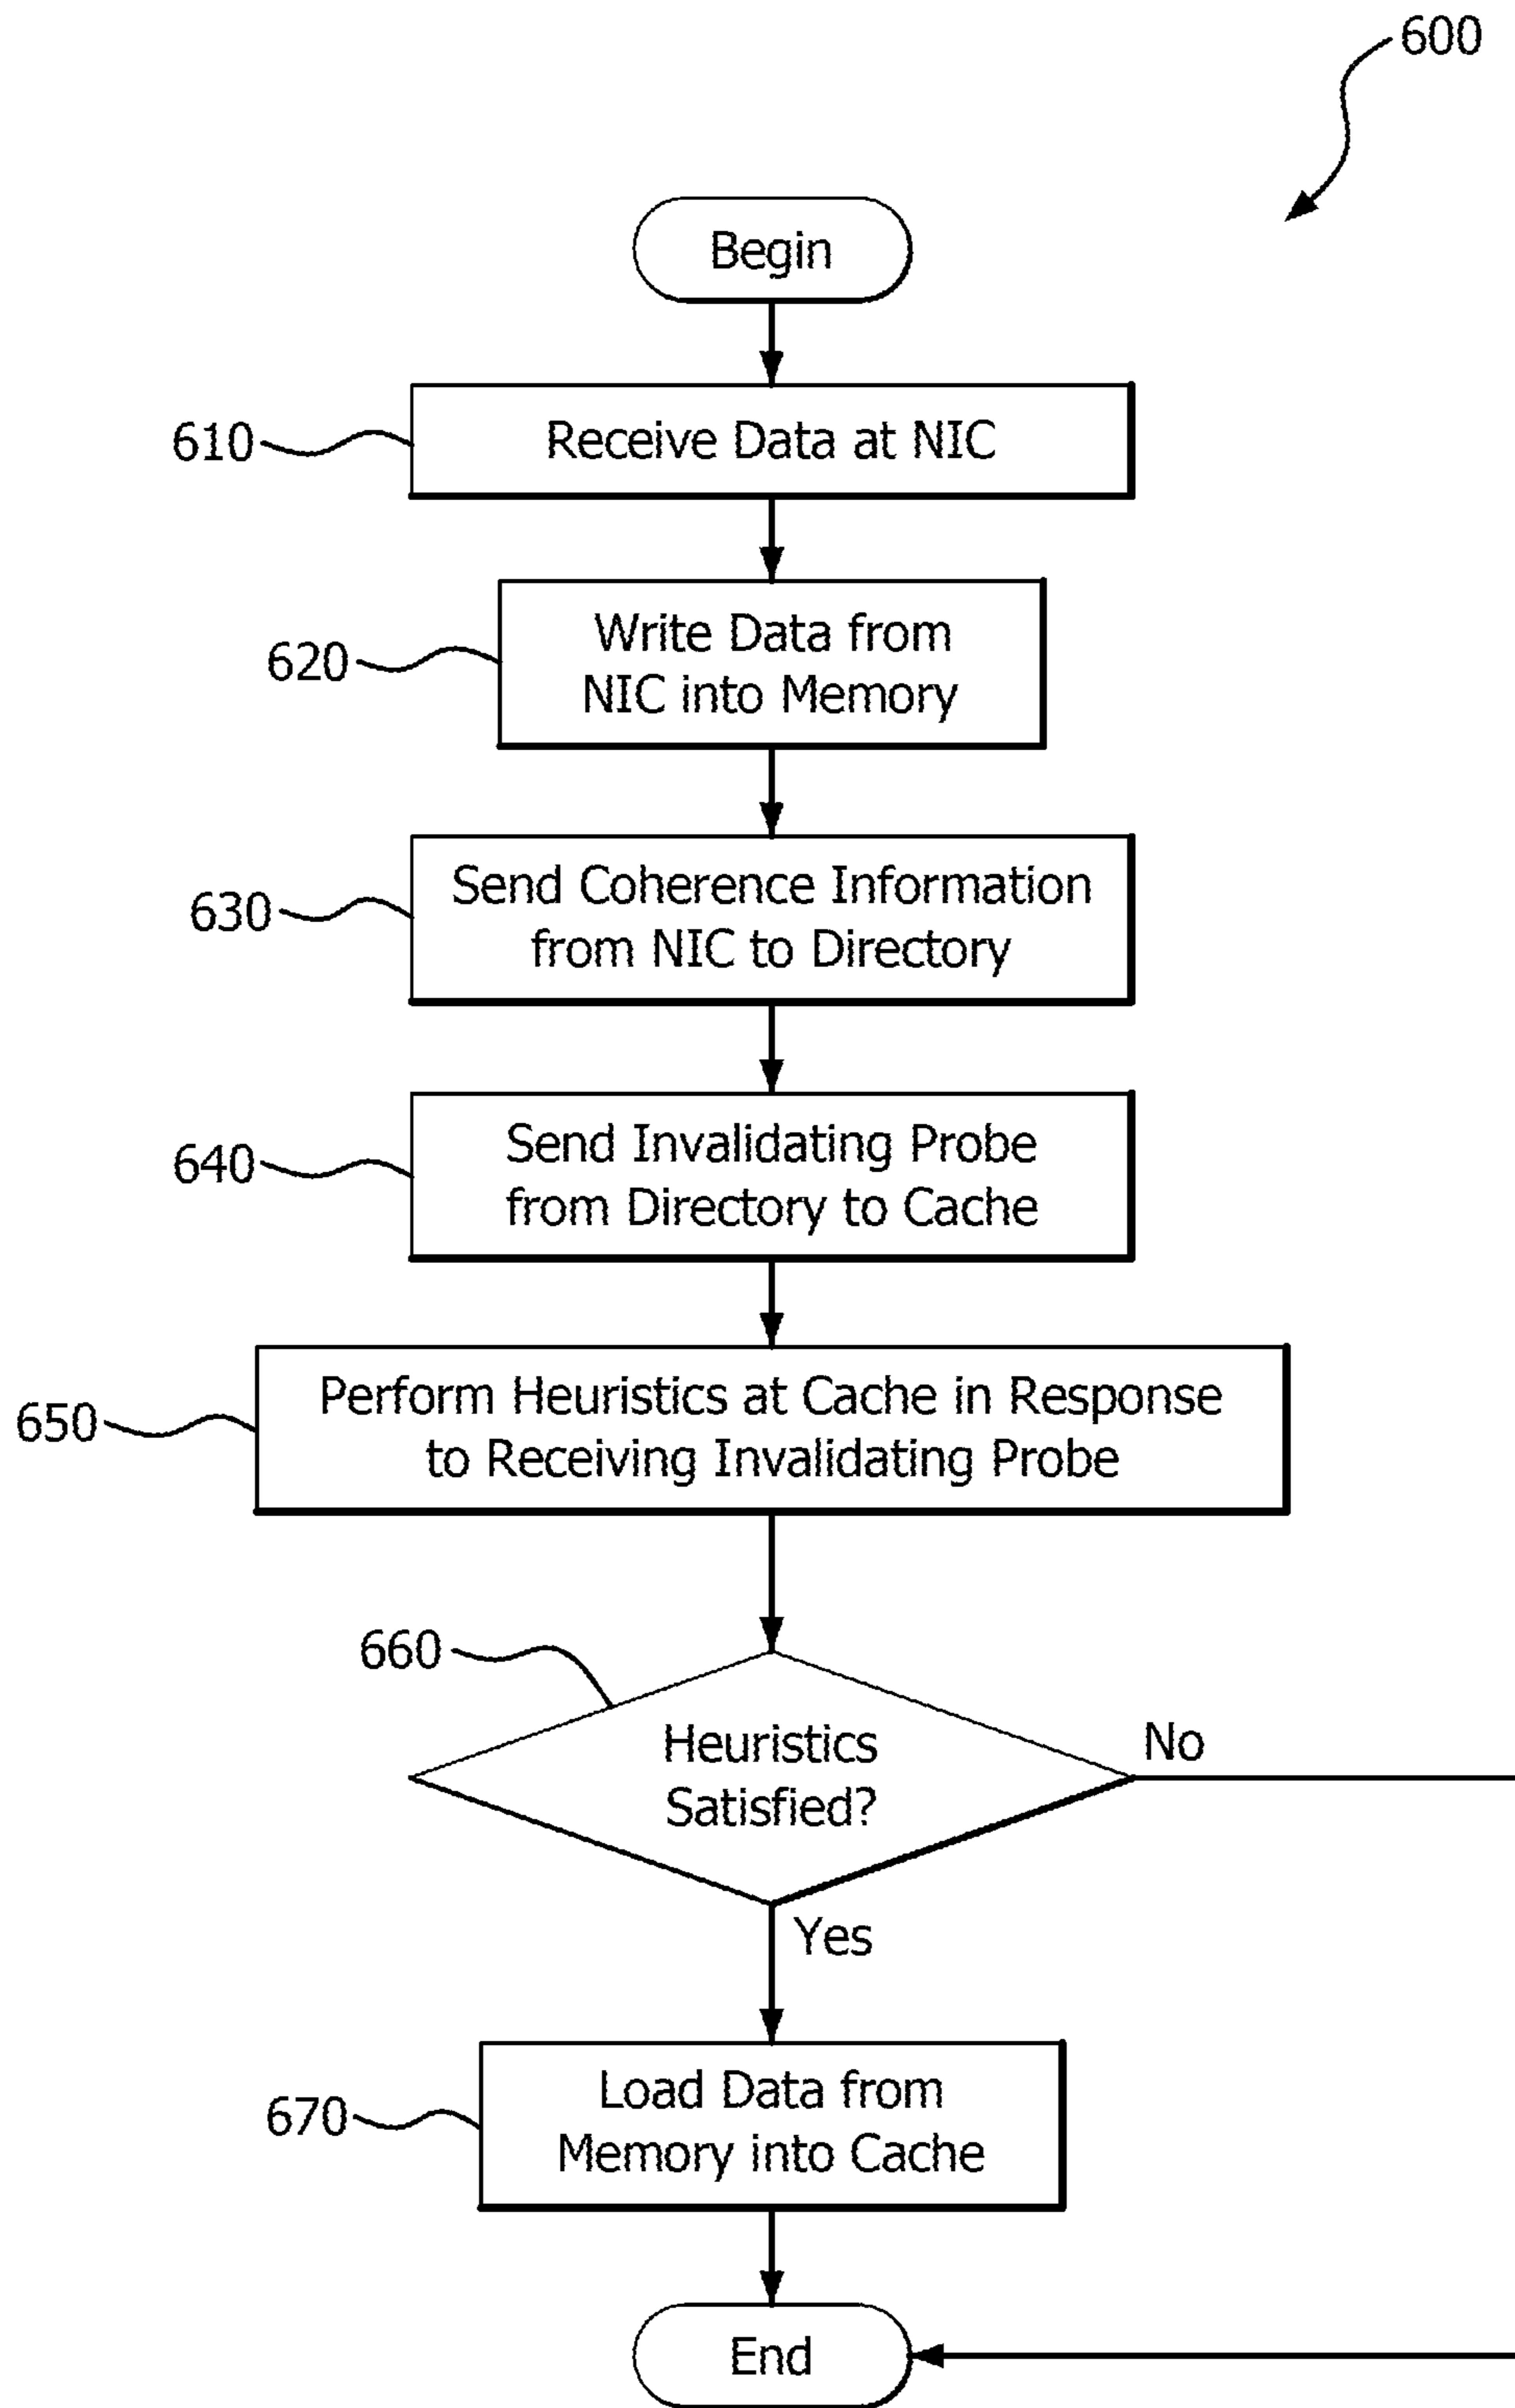 600
Begin
610
Receive Data at NIC
620
Write Data from
NIC into Memory
630
Send Coherence Information
from NIC to Directory
640
Send Invalidating Probe
from Directory to Cache
650
Perform Heuristics at Cache in Response
to Receiving Invalidating Probe
660
Heuristics
Satisfied?
No
Yes
670
Load Data from
Memory into Cache
End